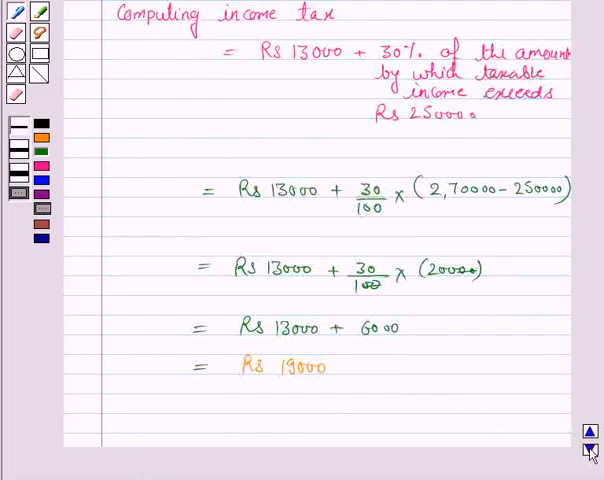 Computing income tax
= Rs 13000 + 30% of the amount
by which taxable
income exceeds
Rs 250000
= Rs 13000 + 30/100 × (2,70000 - 250000)
= Rs 13000 + 30/100 × (20000)
= Rs 13000 + 6000
= Rs 19000